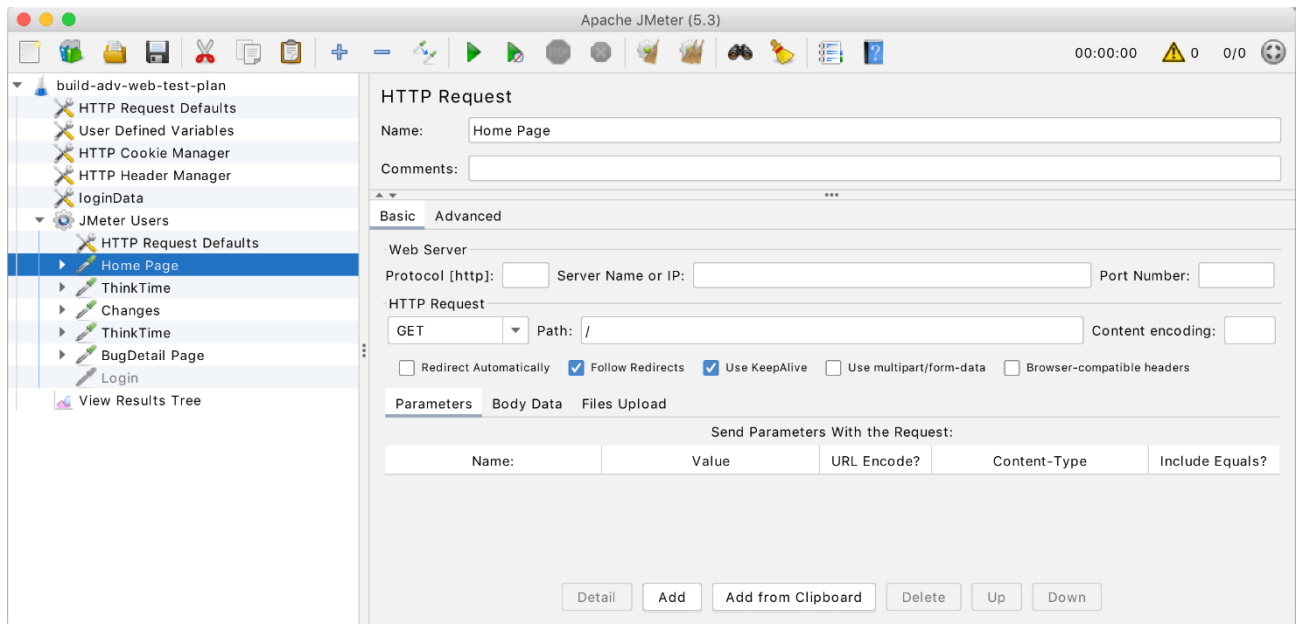 Apache JMeter (5.3)
00:00:00 0 0/0
build-adv-web-test-plan
HTTP Request Defaults
User Defined Variables
HTTP Cookie Manager
HTTP Header Manager
loginData
JMeter Users
HTTP Request Defaults
Home Page
ThinkTime
Changes
ThinkTime
BugDetail Page
Login
View Results Tree
HTTP Request
Name: Home Page
Comments:
Basic Advanced
Web Server
Protocol [http]: Server Name or IP: Port Number:
HTTP Request
GET Path: / Content encoding:
Redirect Automatically Follow Redirects Use KeepAlive Use multipart/form-data Browser-compatible headers
Parameters Body Data Files Upload
Send Parameters With the Request:
Name: Value URL Encode? Content-Type Include Equals?
Detail Add Add from Clipboard Delete Up Down